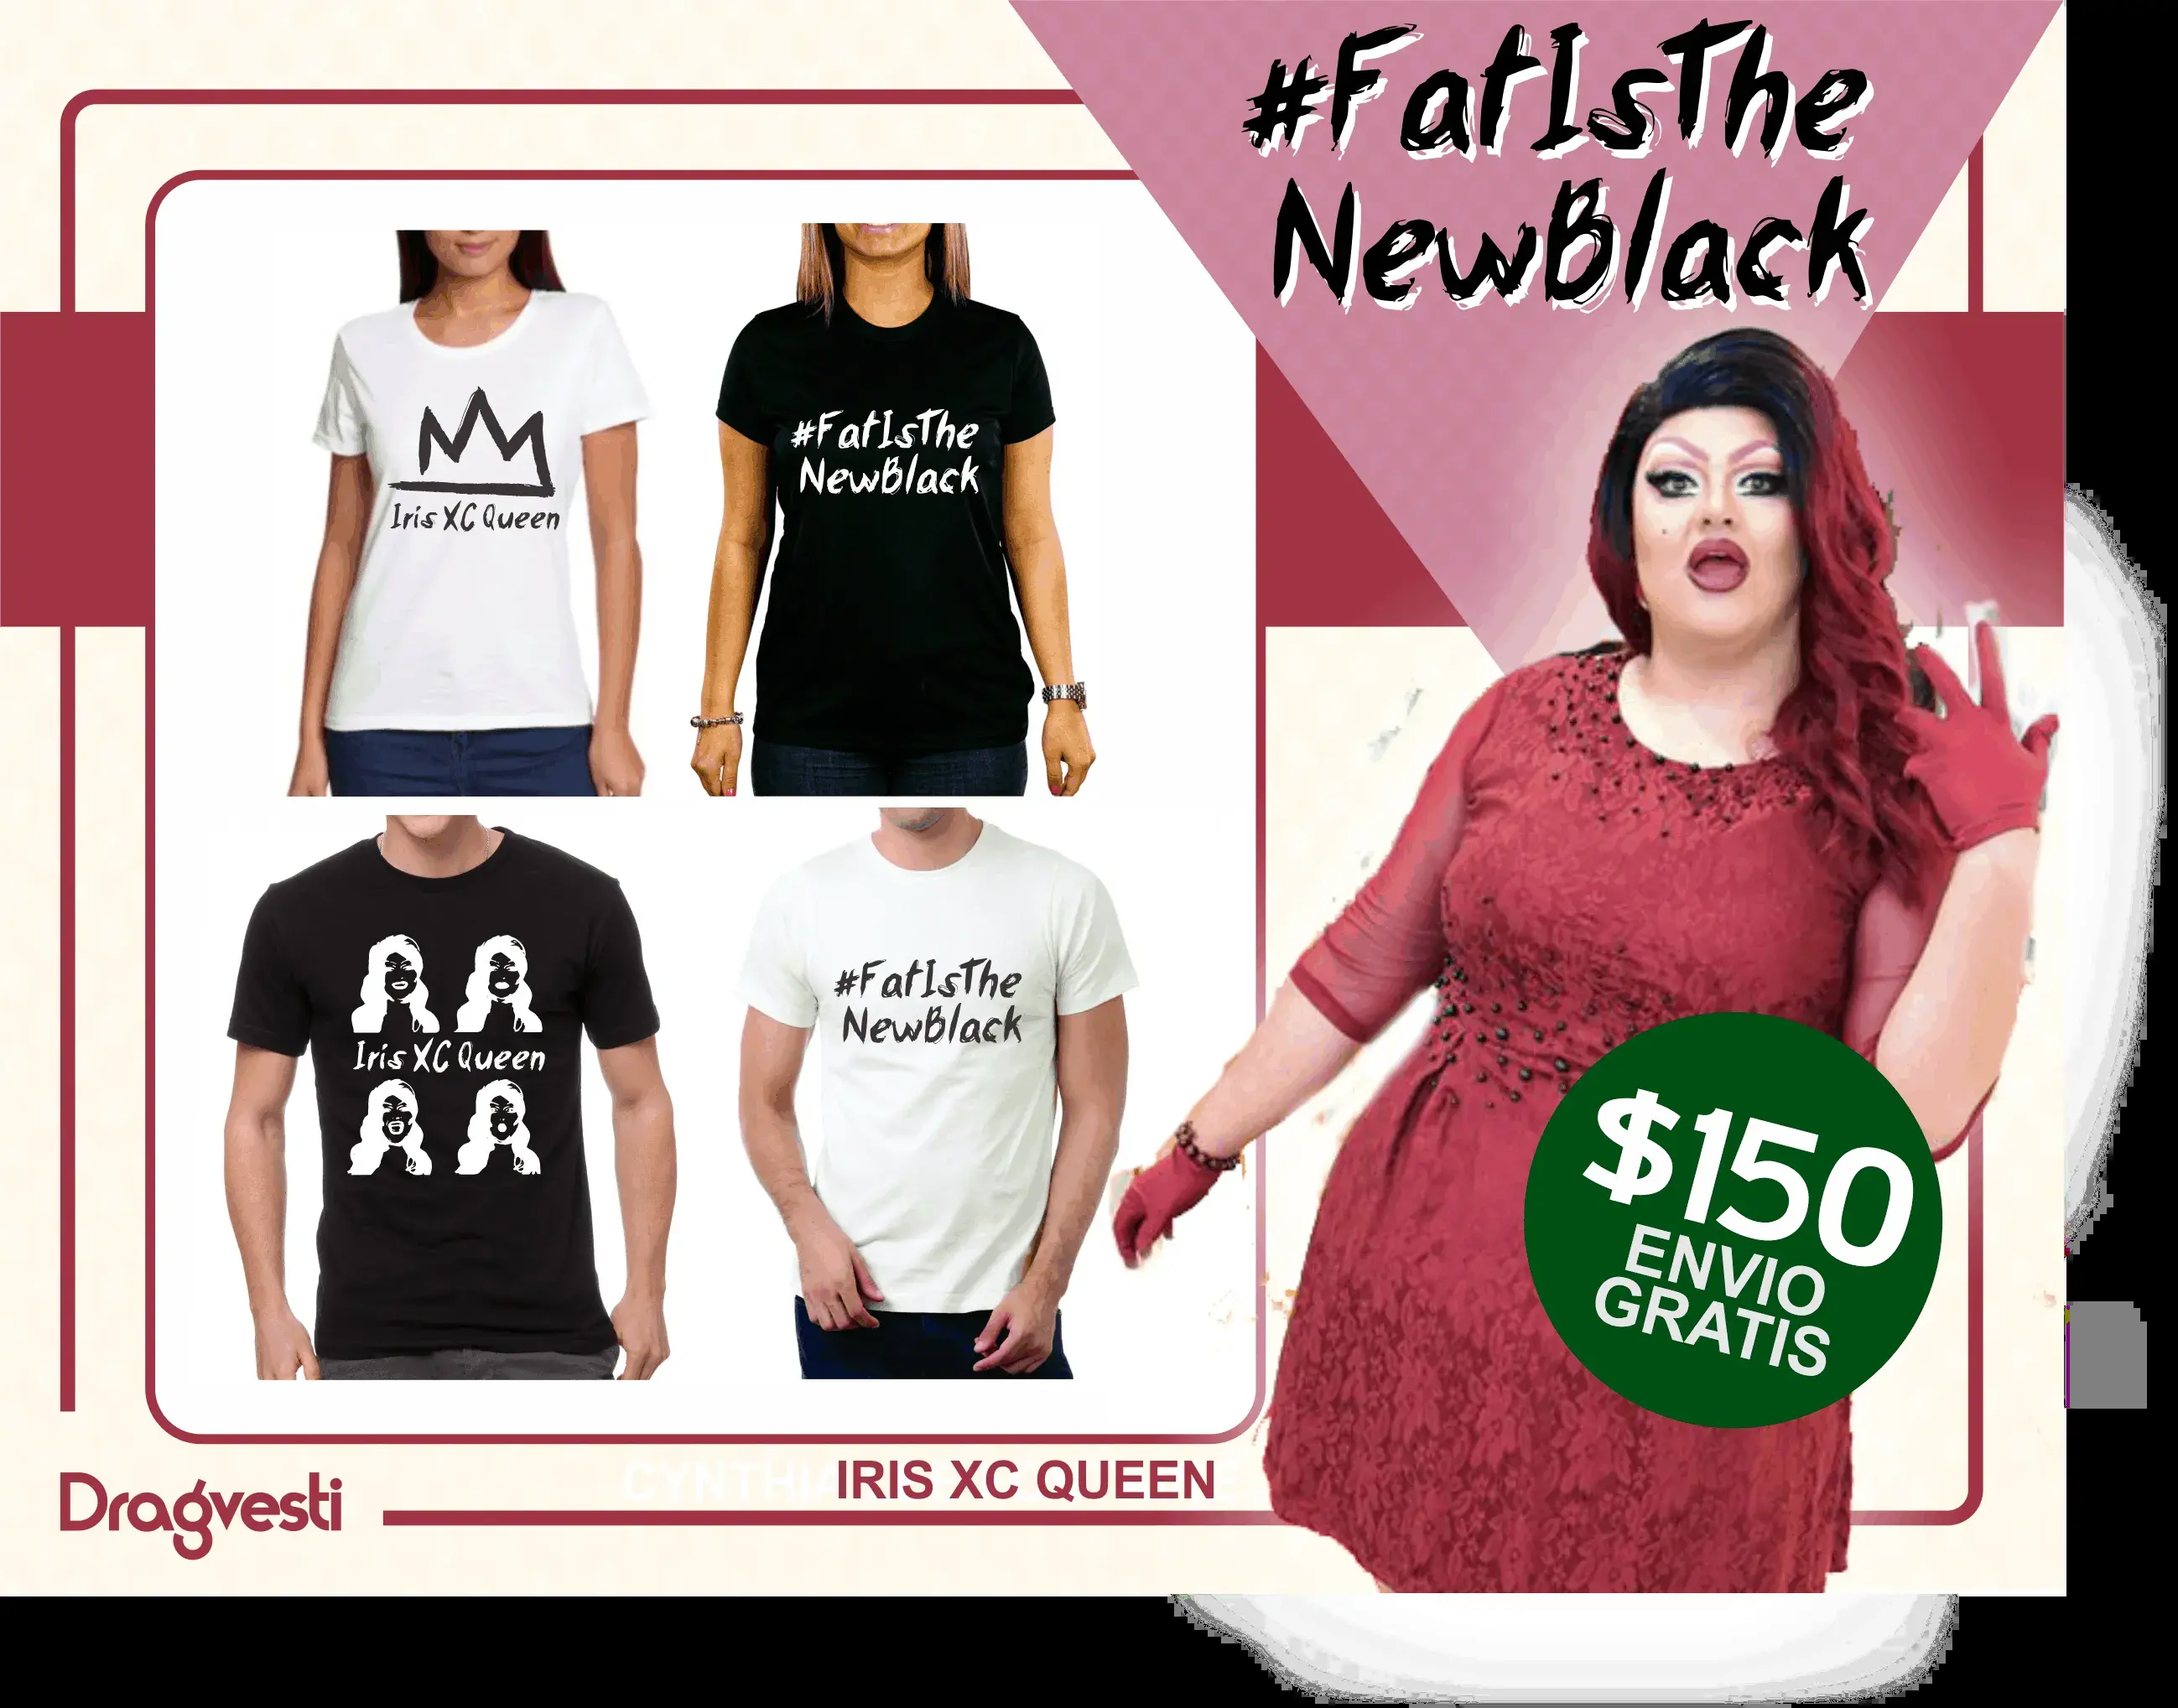 #FatIsThe
NewBlack
Iris XC Queen
#FatIsThe
NewBlack
Iris XC Queen
#FatIsThe
NewBlack
$150
ENVIO
GRATIS
CYNTHIA
IRIS XC QUEEN
Dragvesti